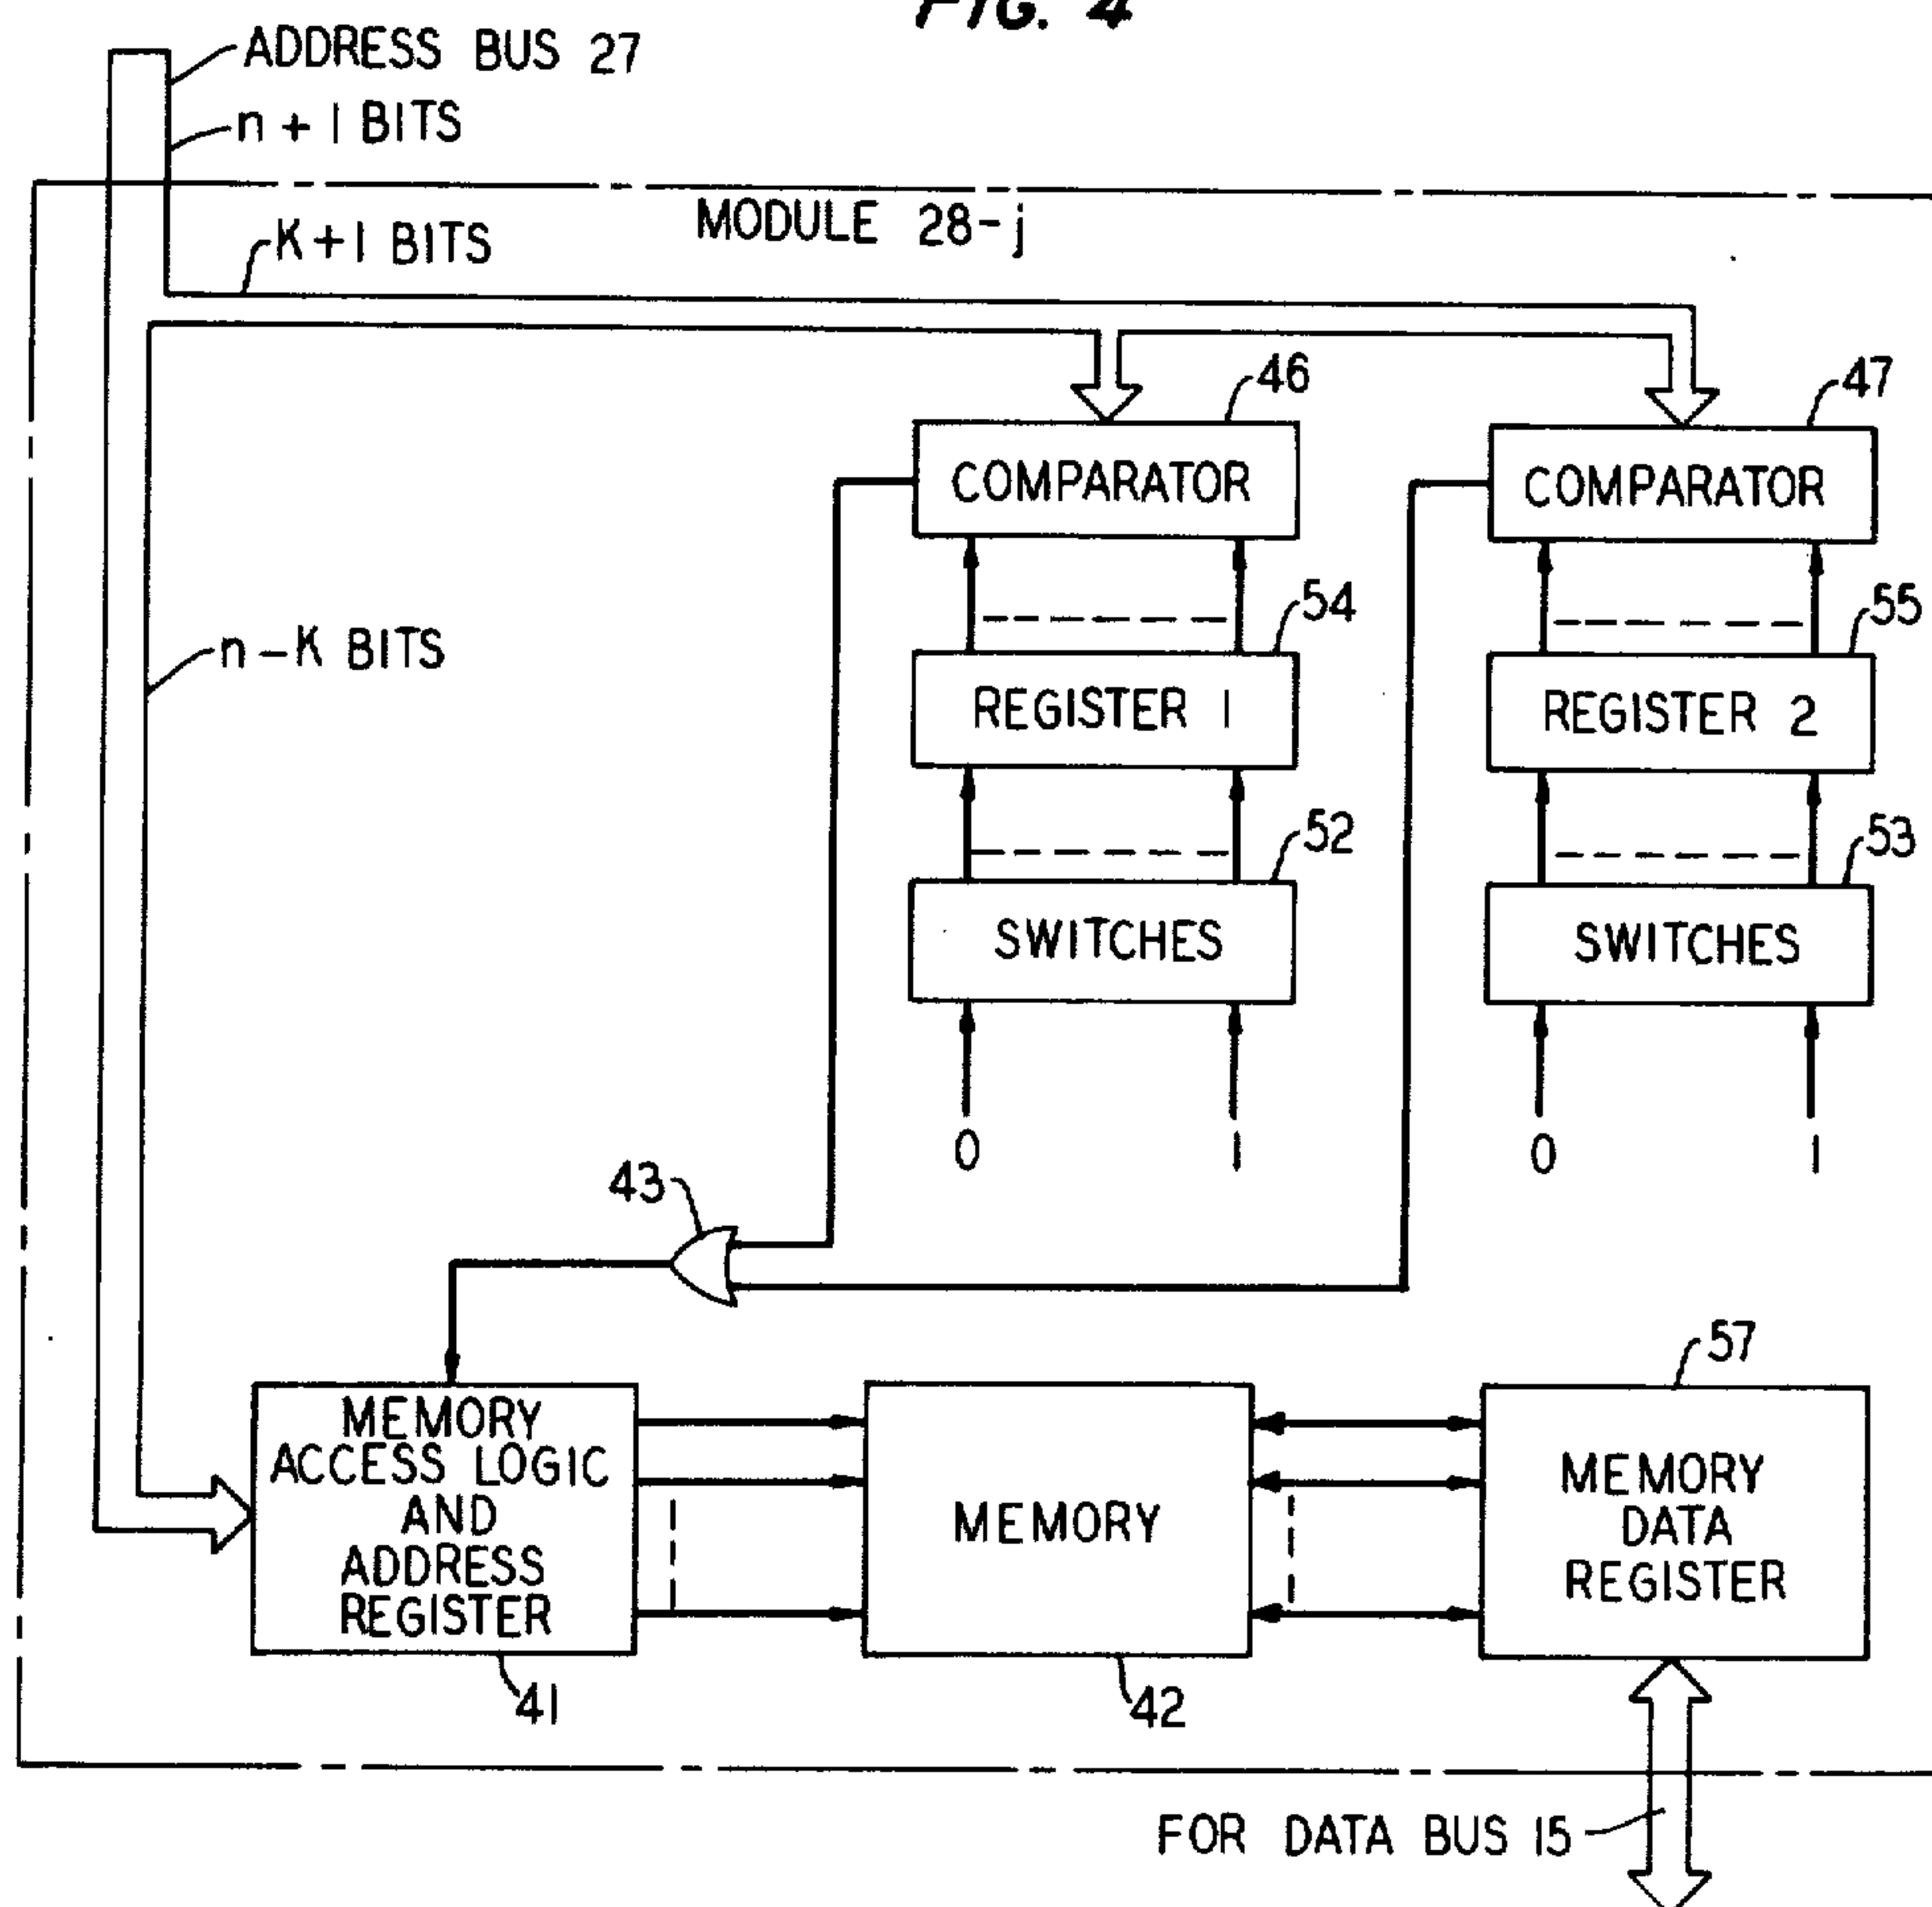 FIG. 4
ADDRESS BUS 27
n + 1 BITS
MODULE 28-j
K+1 BITS
46
47
COMPARATOR
COMPARATOR
54
55
n - K BITS
REGISTER 1
REGISTER 2
52
53
SWITCHES
SWITCHES
0
1
0
1
43
57
MEMORY
ACCESS LOGIC
AND
ADDRESS
REGISTER
MEMORY
MEMORY
DATA
REGISTER
41
42
FOR DATA BUS 15